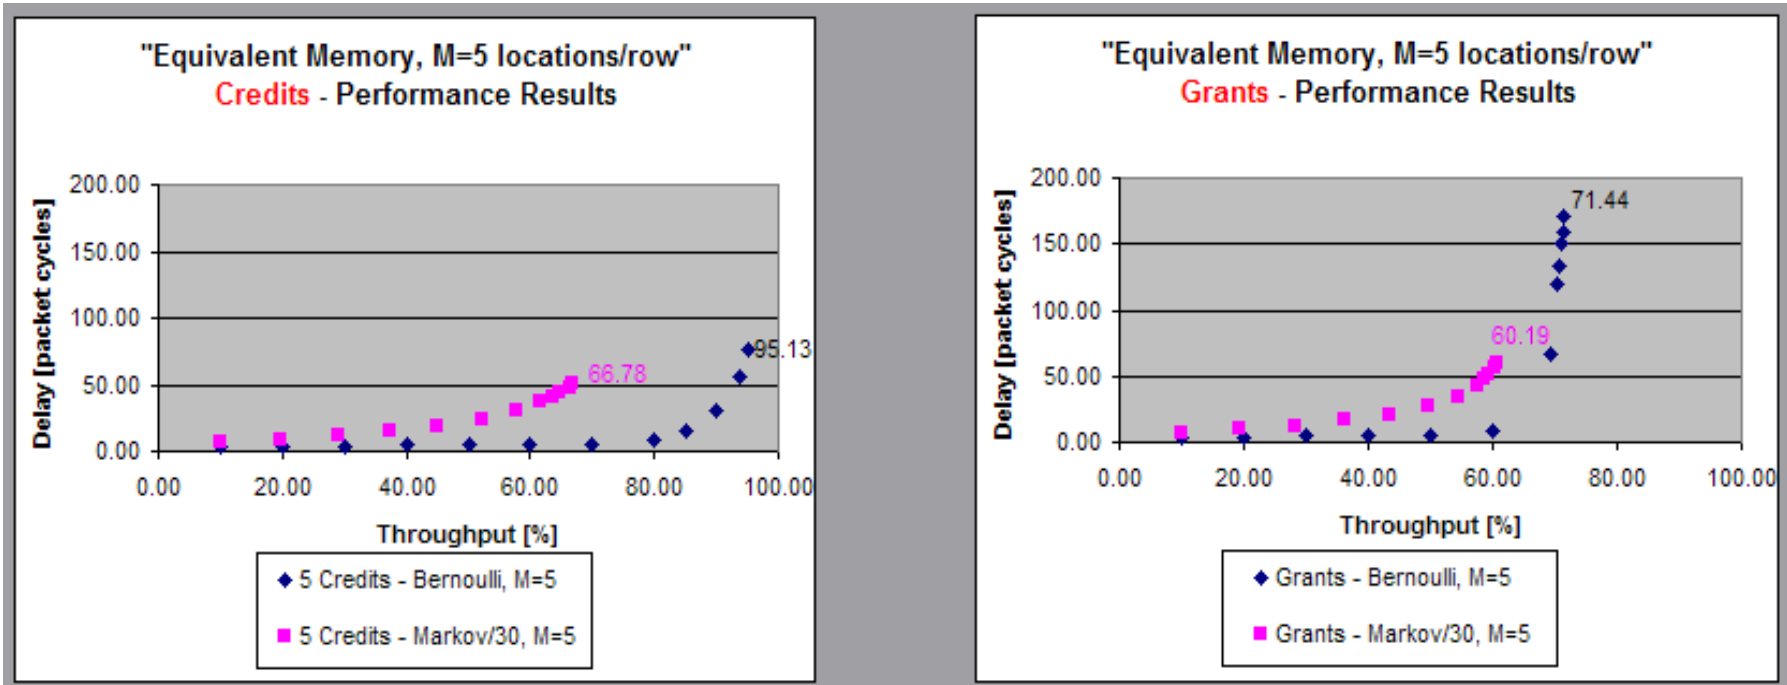 "Equivalent Memory, M=5 locations/row"
Credits - Performance Results
200.00
150.00
100.00
50.00
0.00
Delay [packet cycles]
95.13
66.78
0.00 20.00 40.00 60.00 80.00 100.00
Throughput [%]
5 Credits - Bernoulli, M=5
5 Credits - Markov/30, M=5
"Equivalent Memory, M=5 locations/row"
Grants - Performance Results
200.00
150.00
100.00
50.00
0.00
Delay [packet cycles]
71.44
60.19
0.00 20.00 40.00 60.00 80.00 100.00
Throughput [%]
Grants - Bernoulli, M=5
Grants - Markov/30, M=5